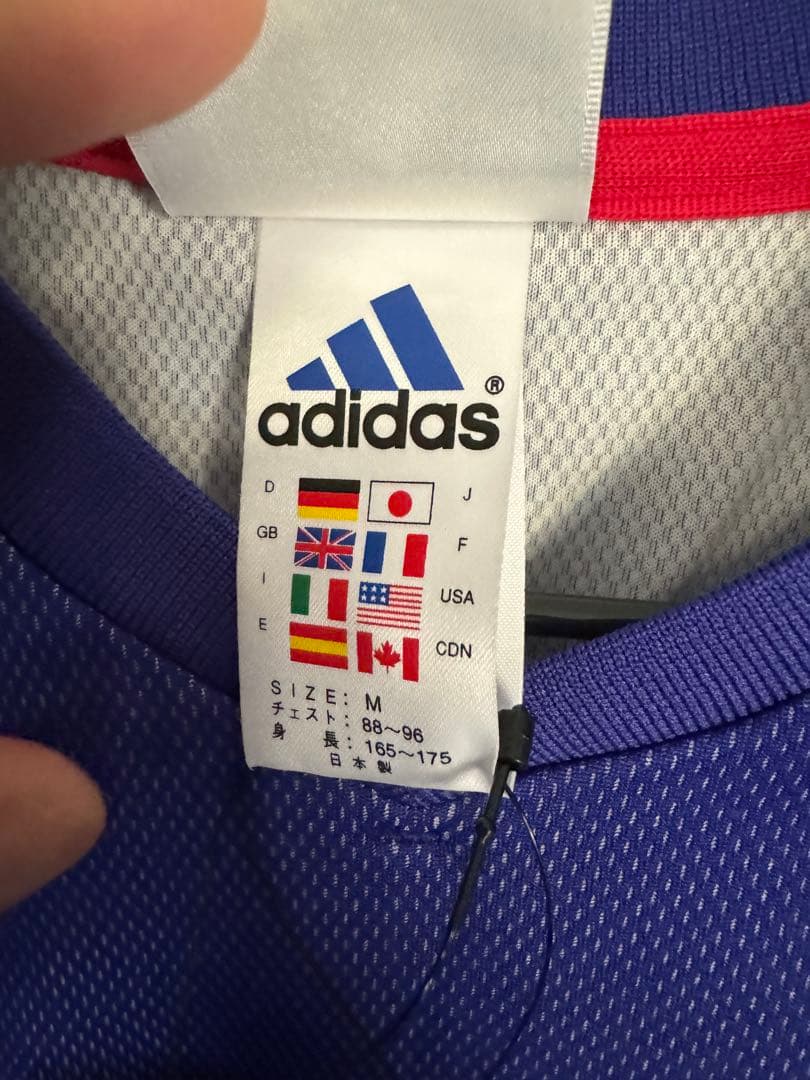 adidas®
D J
GB F
I USA
E CDN
SIZE: M
チェスト: 88〜96
身 長: 165〜175
日本製